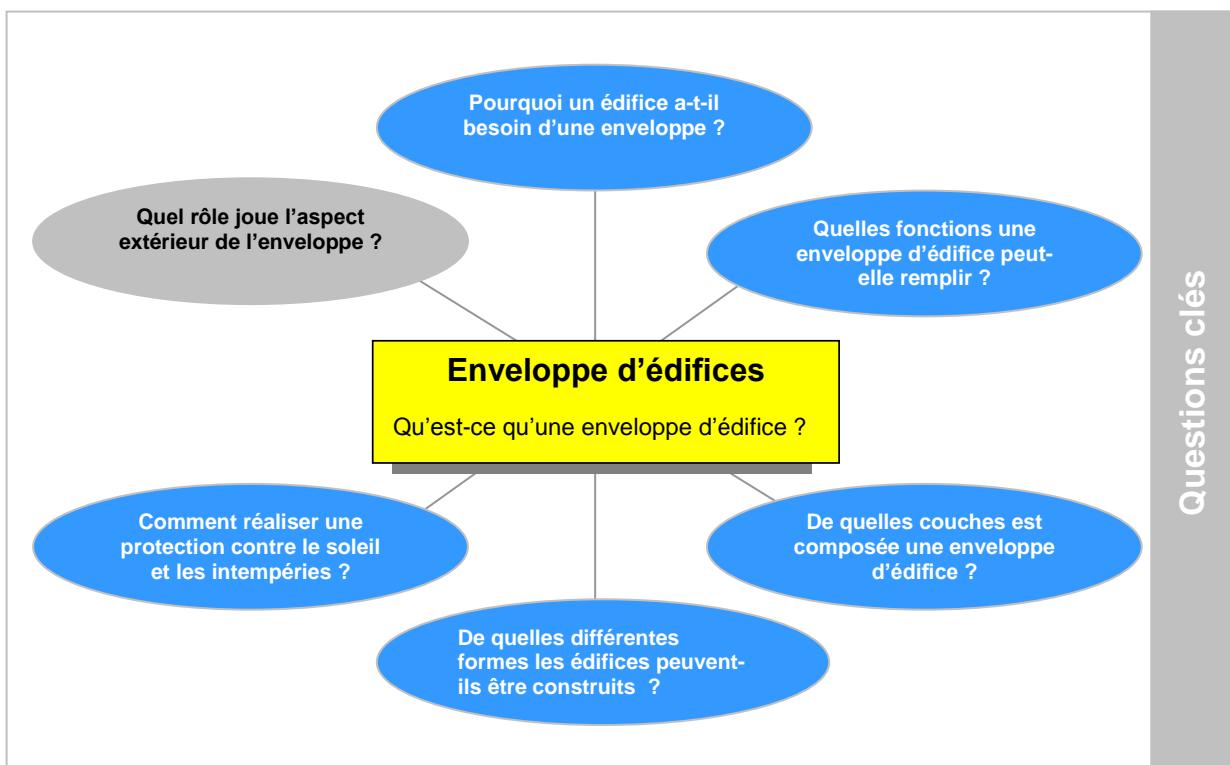 Pourquoi un édifice a-t-il
besoin d’une enveloppe ?
Quel rôle joue l’aspect
extérieur de l’enveloppe ?
Quelles fonctions une
enveloppe d’édifice peut-
elle remplir ?
Enveloppe d’édifices
Qu’est-ce qu’une enveloppe d’édifice ?
Comment réaliser une
protection contre le soleil
et les intempéries ?
De quelles couches est
composée une enveloppe
d’édifice ?
De quelles différentes
formes les édifices peuvent-
ils être construits  ?
Questions clés